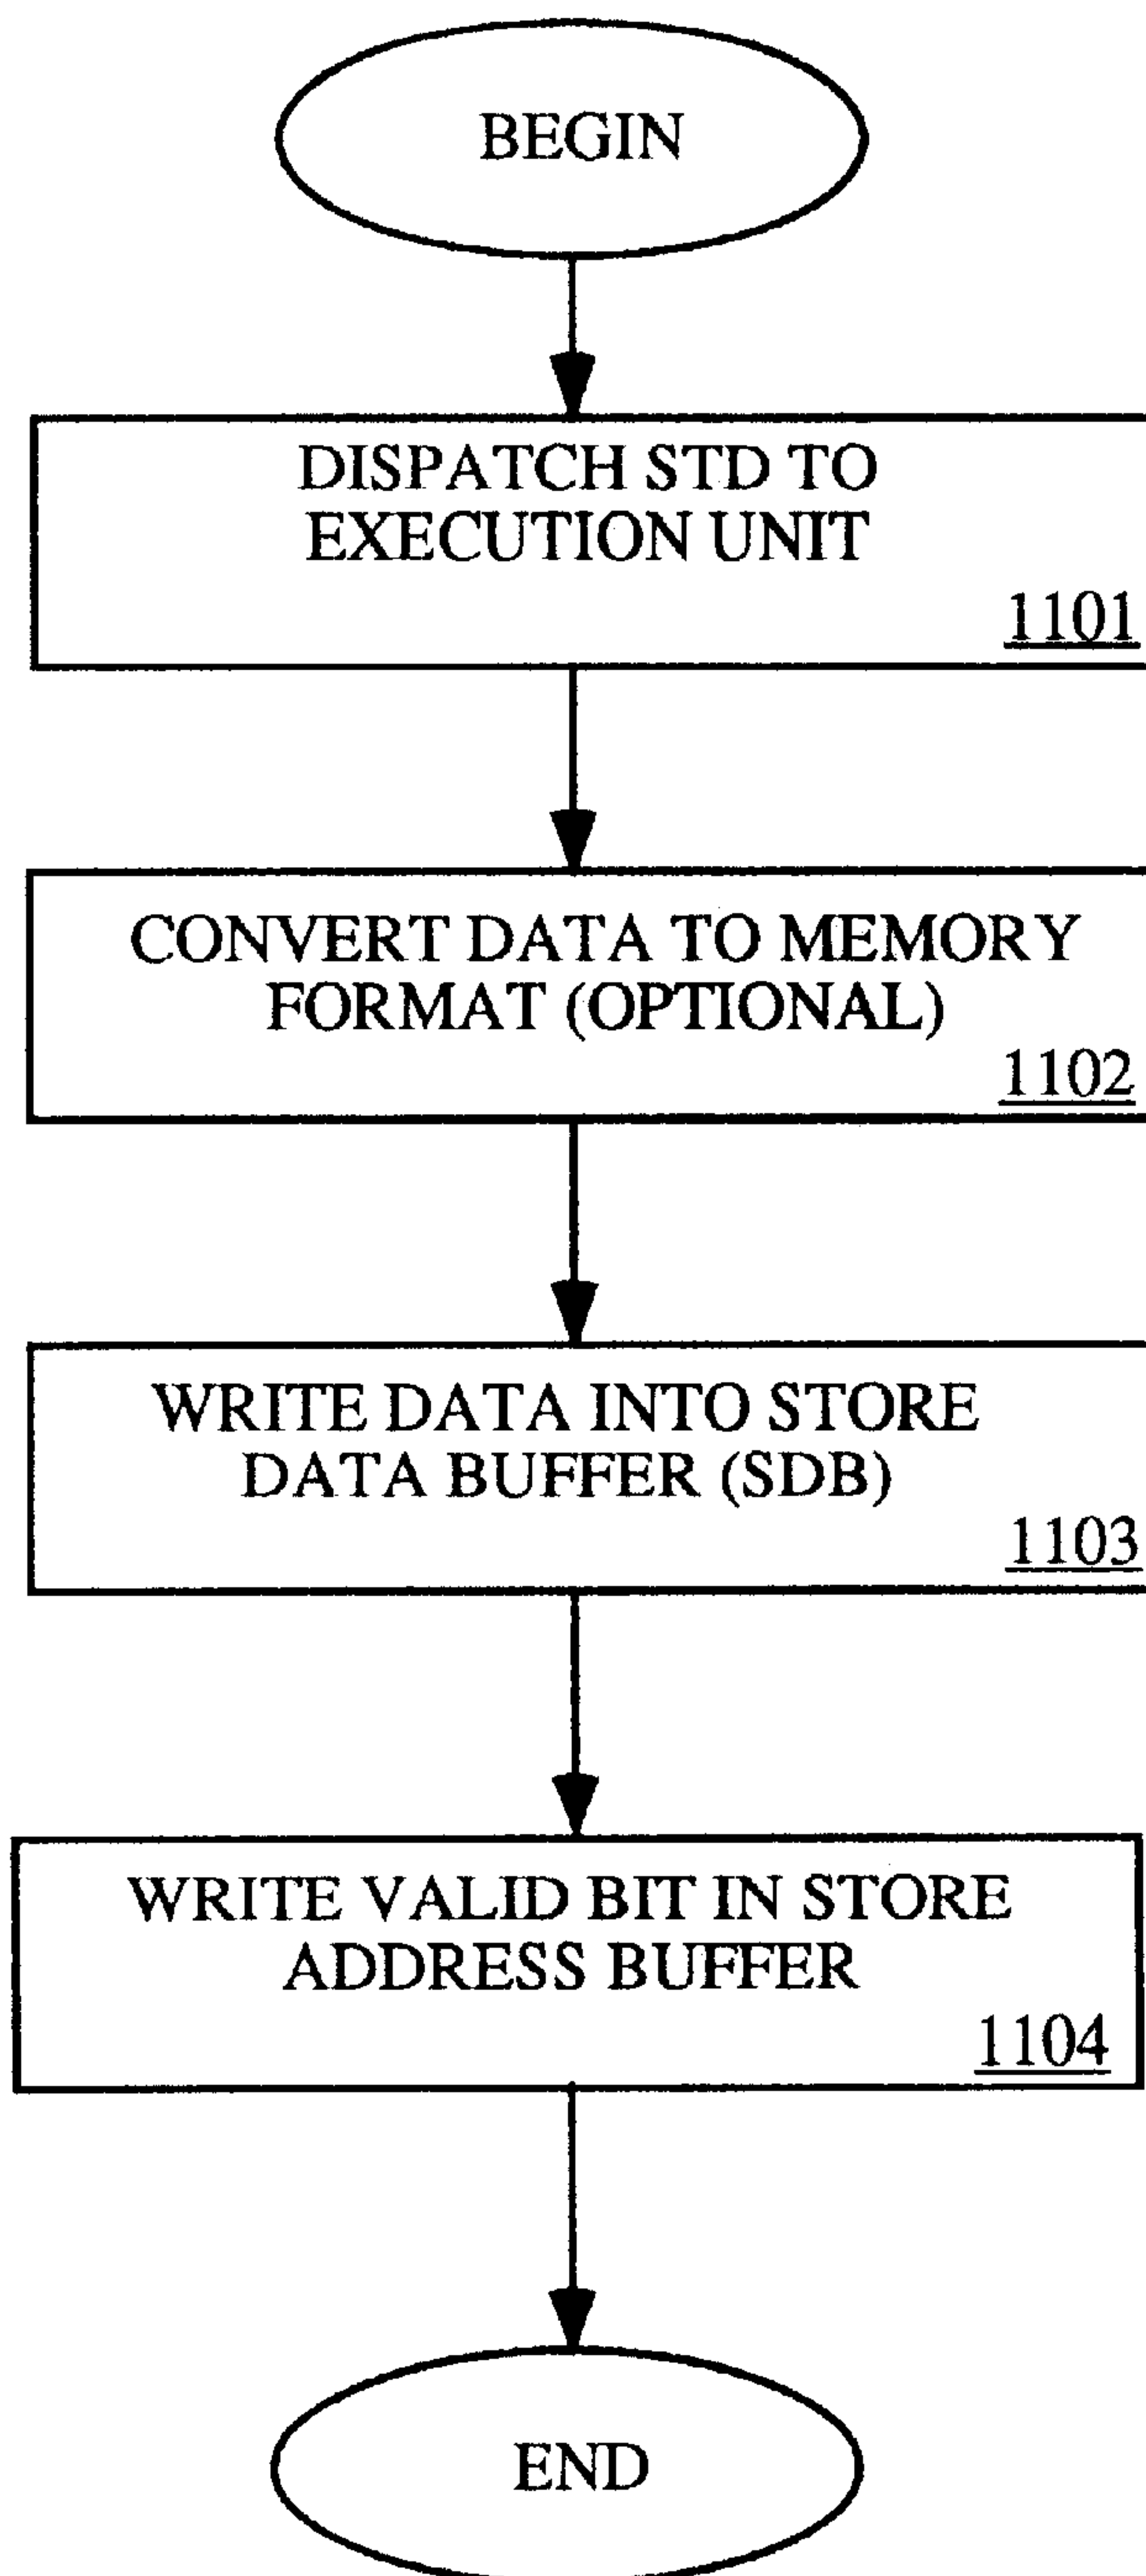 BEGIN
DISPATCH STD TO
EXECUTION UNIT
1101
CONVERT DATA TO MEMORY
FORMAT (OPTIONAL)
1102
WRITE DATA INTO STORE
DATA BUFFER (SDB)
1103
WRITE VALID BIT IN STORE
ADDRESS BUFFER
1104
END